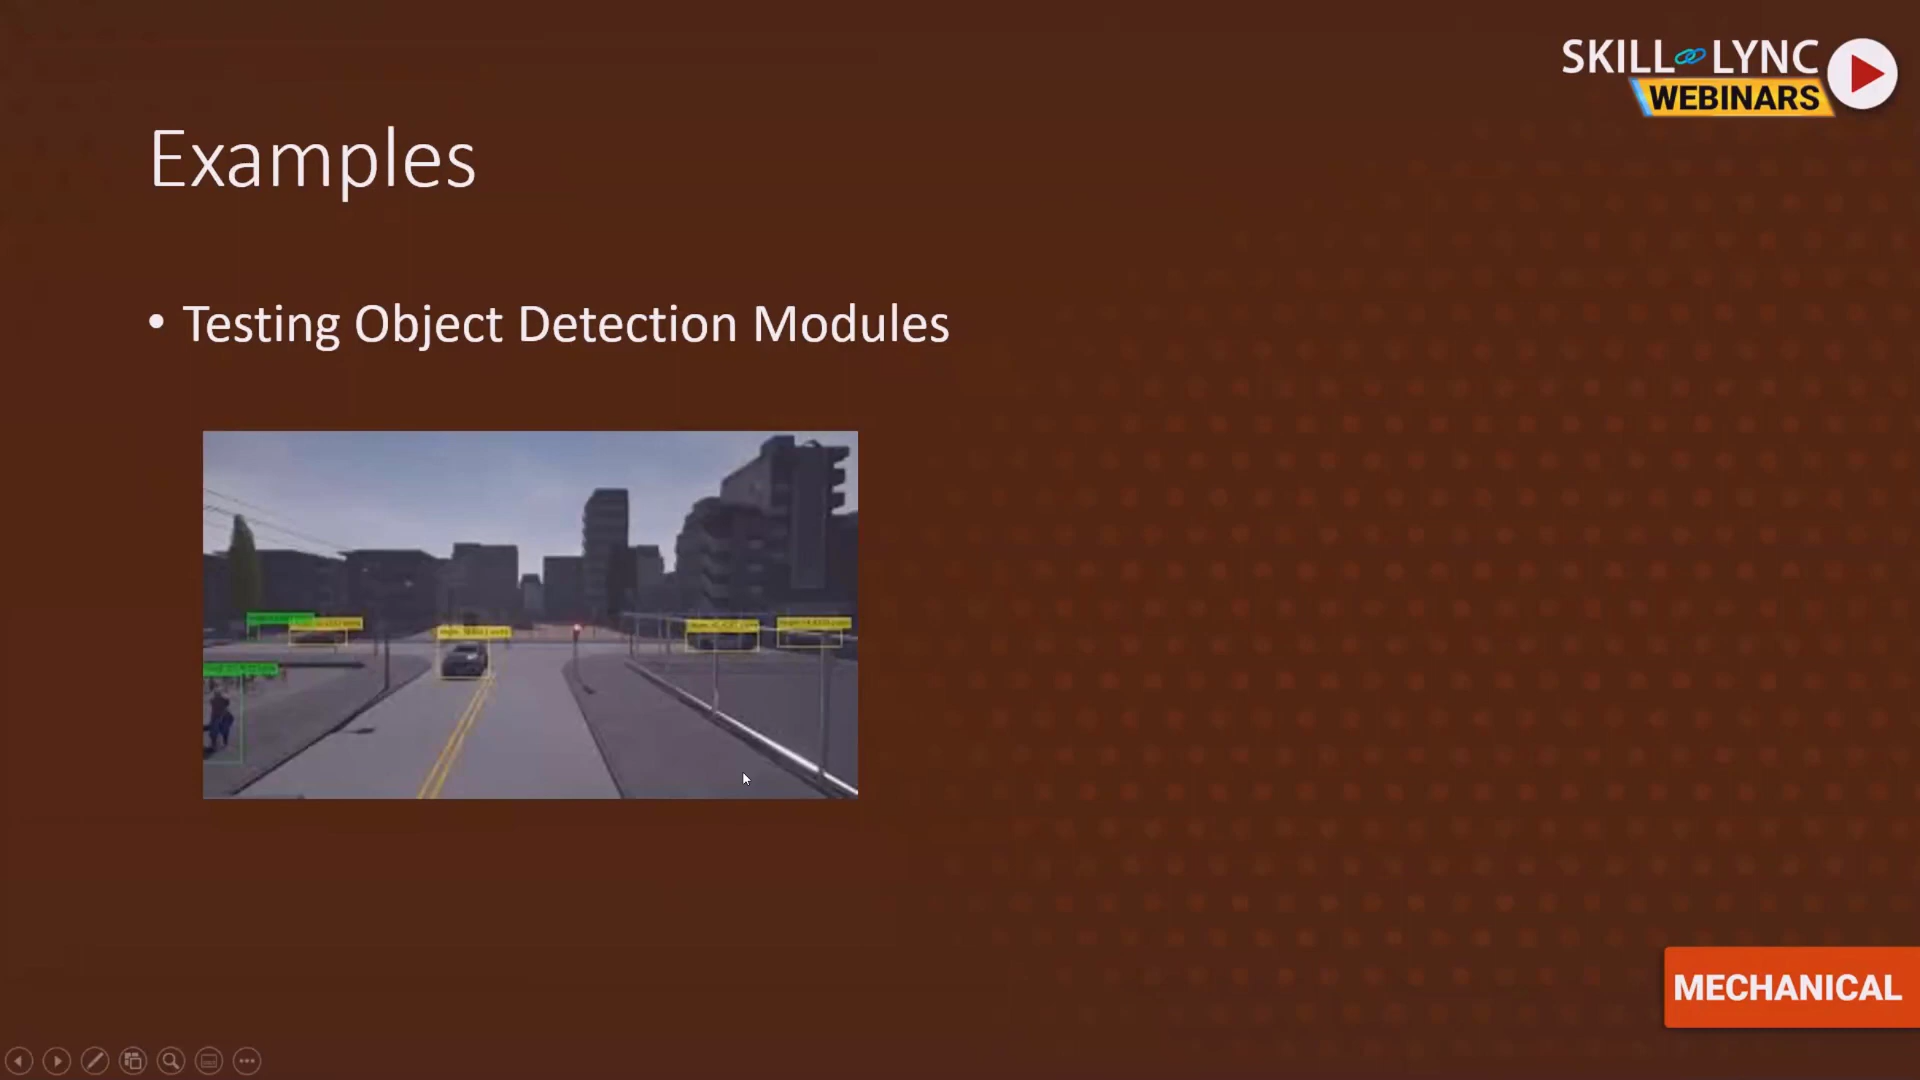 SKILL LYNC
WEBINARS
Examples
• Testing Object Detection Modules
MECHANICAL